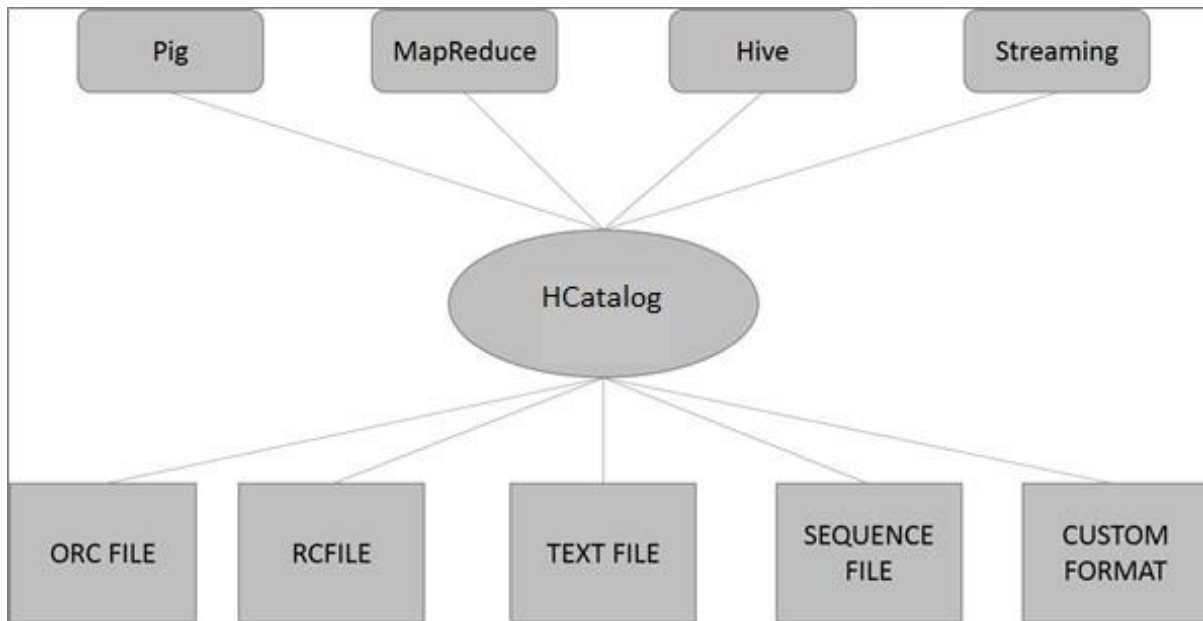 Pig
MapReduce
Hive
Streaming
HCatalog
ORC FILE
RCFILE
TEXT FILE
SEQUENCE
FILE
CUSTOM
FORMAT